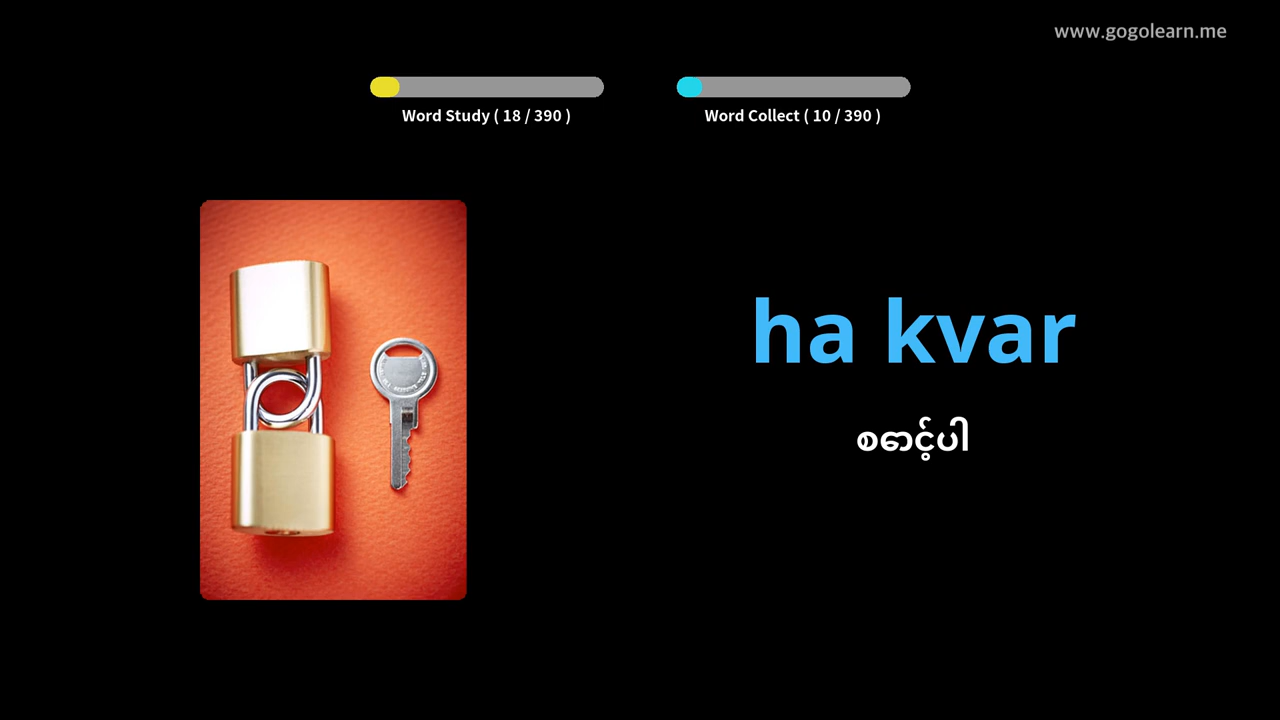 www.gogolearn.me
Word Study ( 18 / 390 )
Word Collect ( 10 / 390 )
ha kvar
စောင့်ပါ